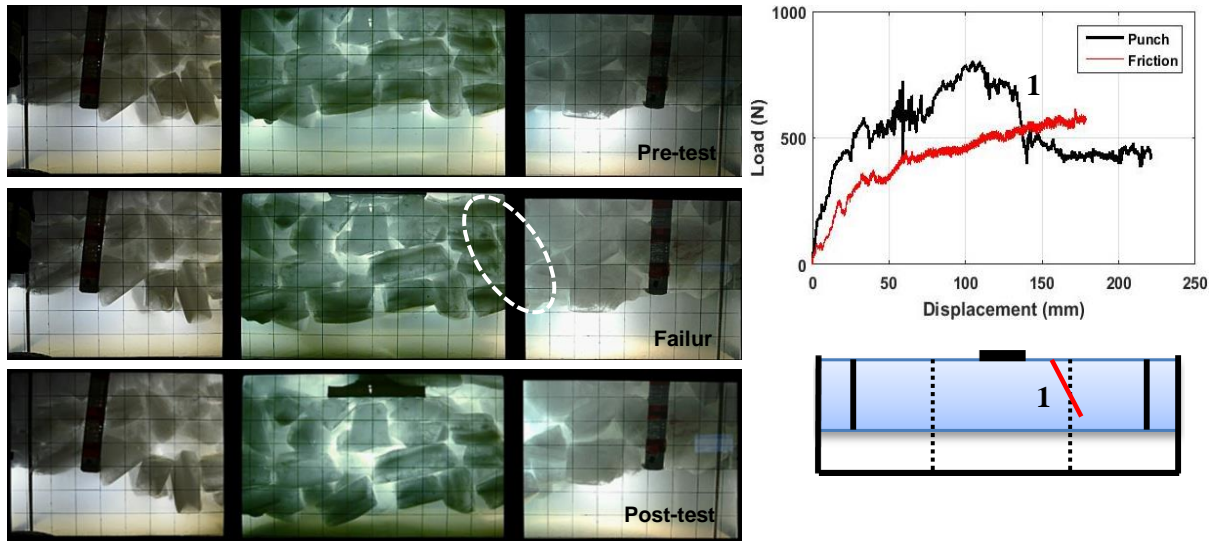 Pre-test
Failur
Post-test
1000
500
0
Load (N)
Punch
Friction
1
0
50
100
150
200
250
Displacement (mm)
1